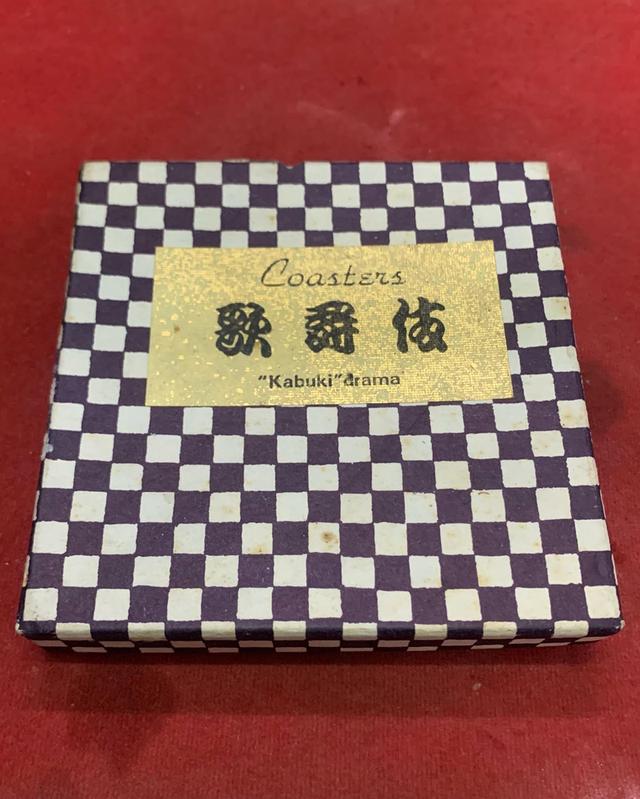 Coasters
歌舞伎
"Kabuki" drama